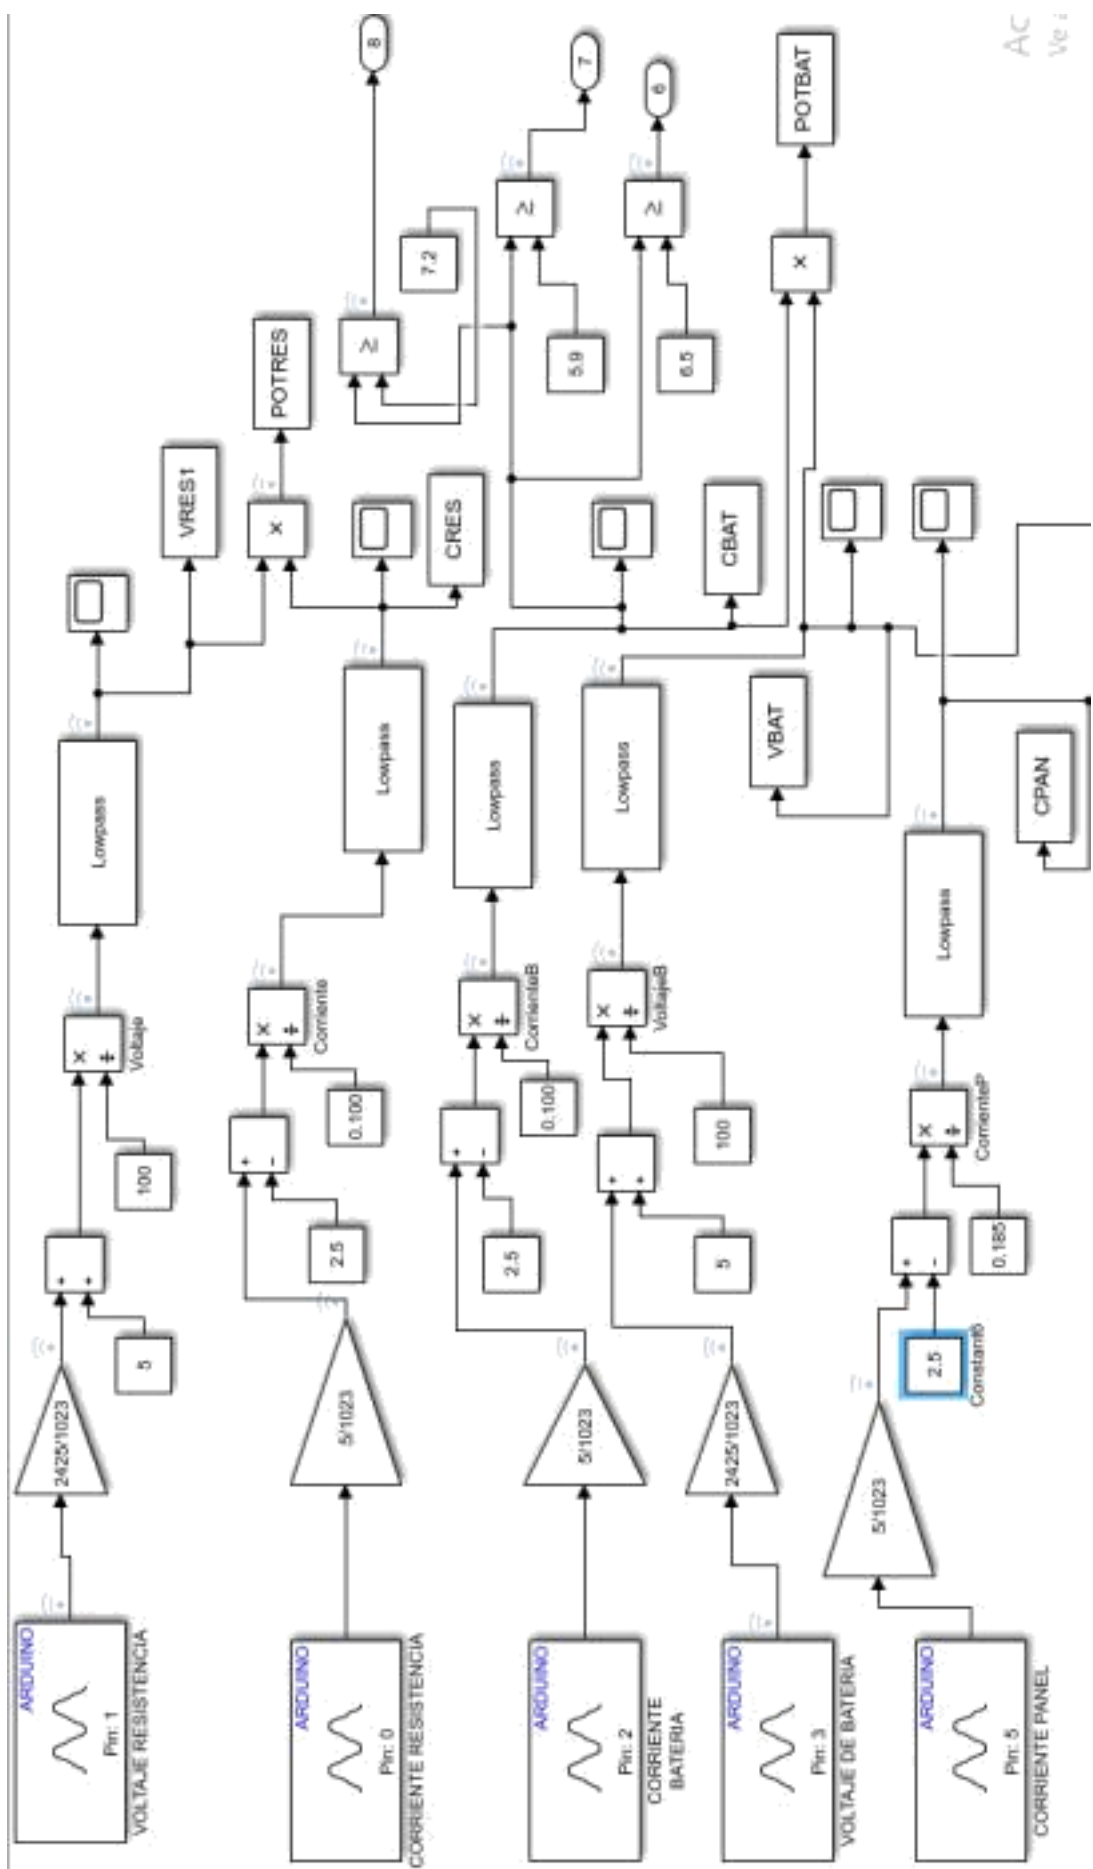 ARDUINO
Pin: 1
VOLTAJE RESISTENCIA
2425/1023
5
+
+
100
×
÷
Voltaje
Lowpass
VRES1
×
POTRES
ARDUINO
Pin: 0
CORRIENTE RESISTENCIA
5/1023
2.5
+
-
0.100
×
÷
Corriente
Lowpass
CRES
≥
7.2
8
ARDUINO
Pin: 2
CORRIENTE
BATERIA
5/1023
2.5
+
-
0.100
×
÷
CorrienteB
Lowpass
CBAT
5.9
≥
7
6.5
≥
6
ARDUINO
Pin: 3
VOLTAJE DE BATERIA
2425/1023
5
+
+
100
×
÷
VoltajeB
Lowpass
VBAT
×
POTBAT
ARDUINO
Pin: 5
CORRIENTE PANEL
5/1023
2.5
Constant6
+
-
0.185
×
÷
CorrienteP
Lowpass
CPAN
Ac
Ve